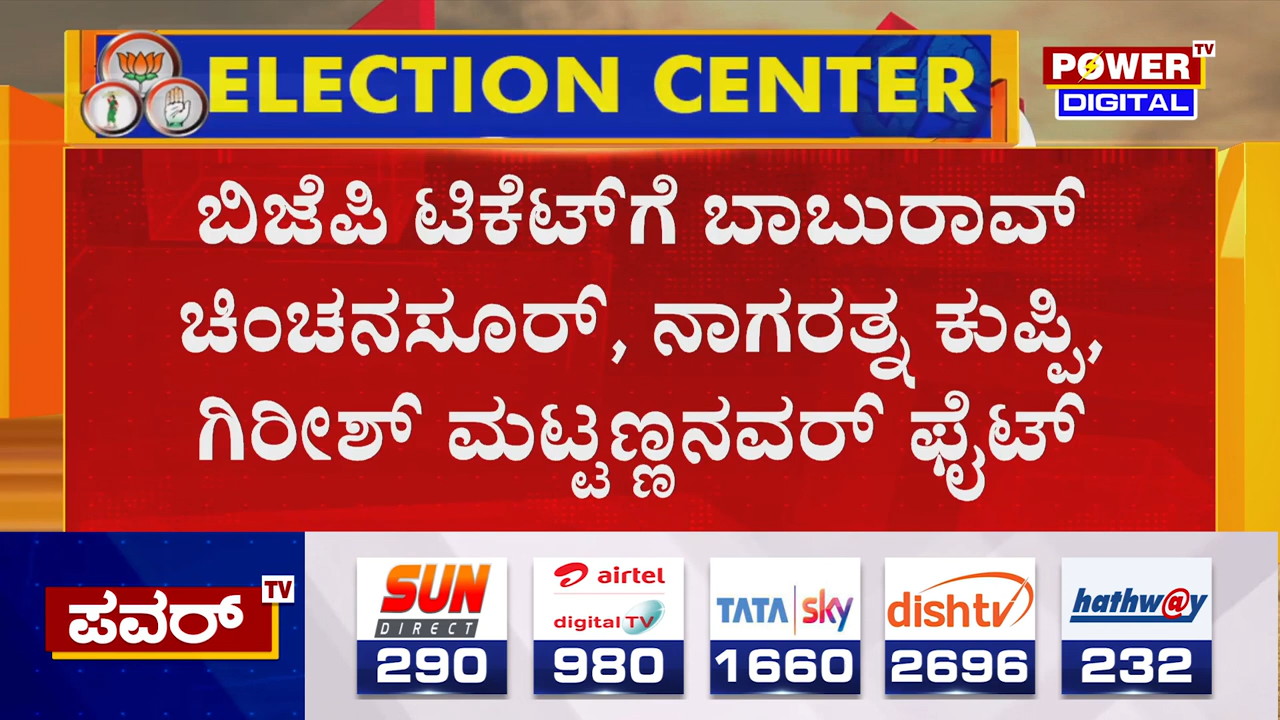 ELECTION CENTER
POWER TV
DIGITAL
ಬಿಜೆಪಿ ಟಿಕೆಟ್‌ಗೆ ಬಾಬುರಾವ್
ಚಿಂಚನಸೂರ್, ನಾಗರತ್ನ ಕುಪ್ಪಿ,
ಗಿರೀಶ್ ಮಟ್ಟಣ್ಣನವರ್ ಫೈಟ್
ಪವರ್ TV
SUN
DIRECT
290
airtel
digital TV
980
TATA sky
1660
dishtv
2696
hathw@y
232